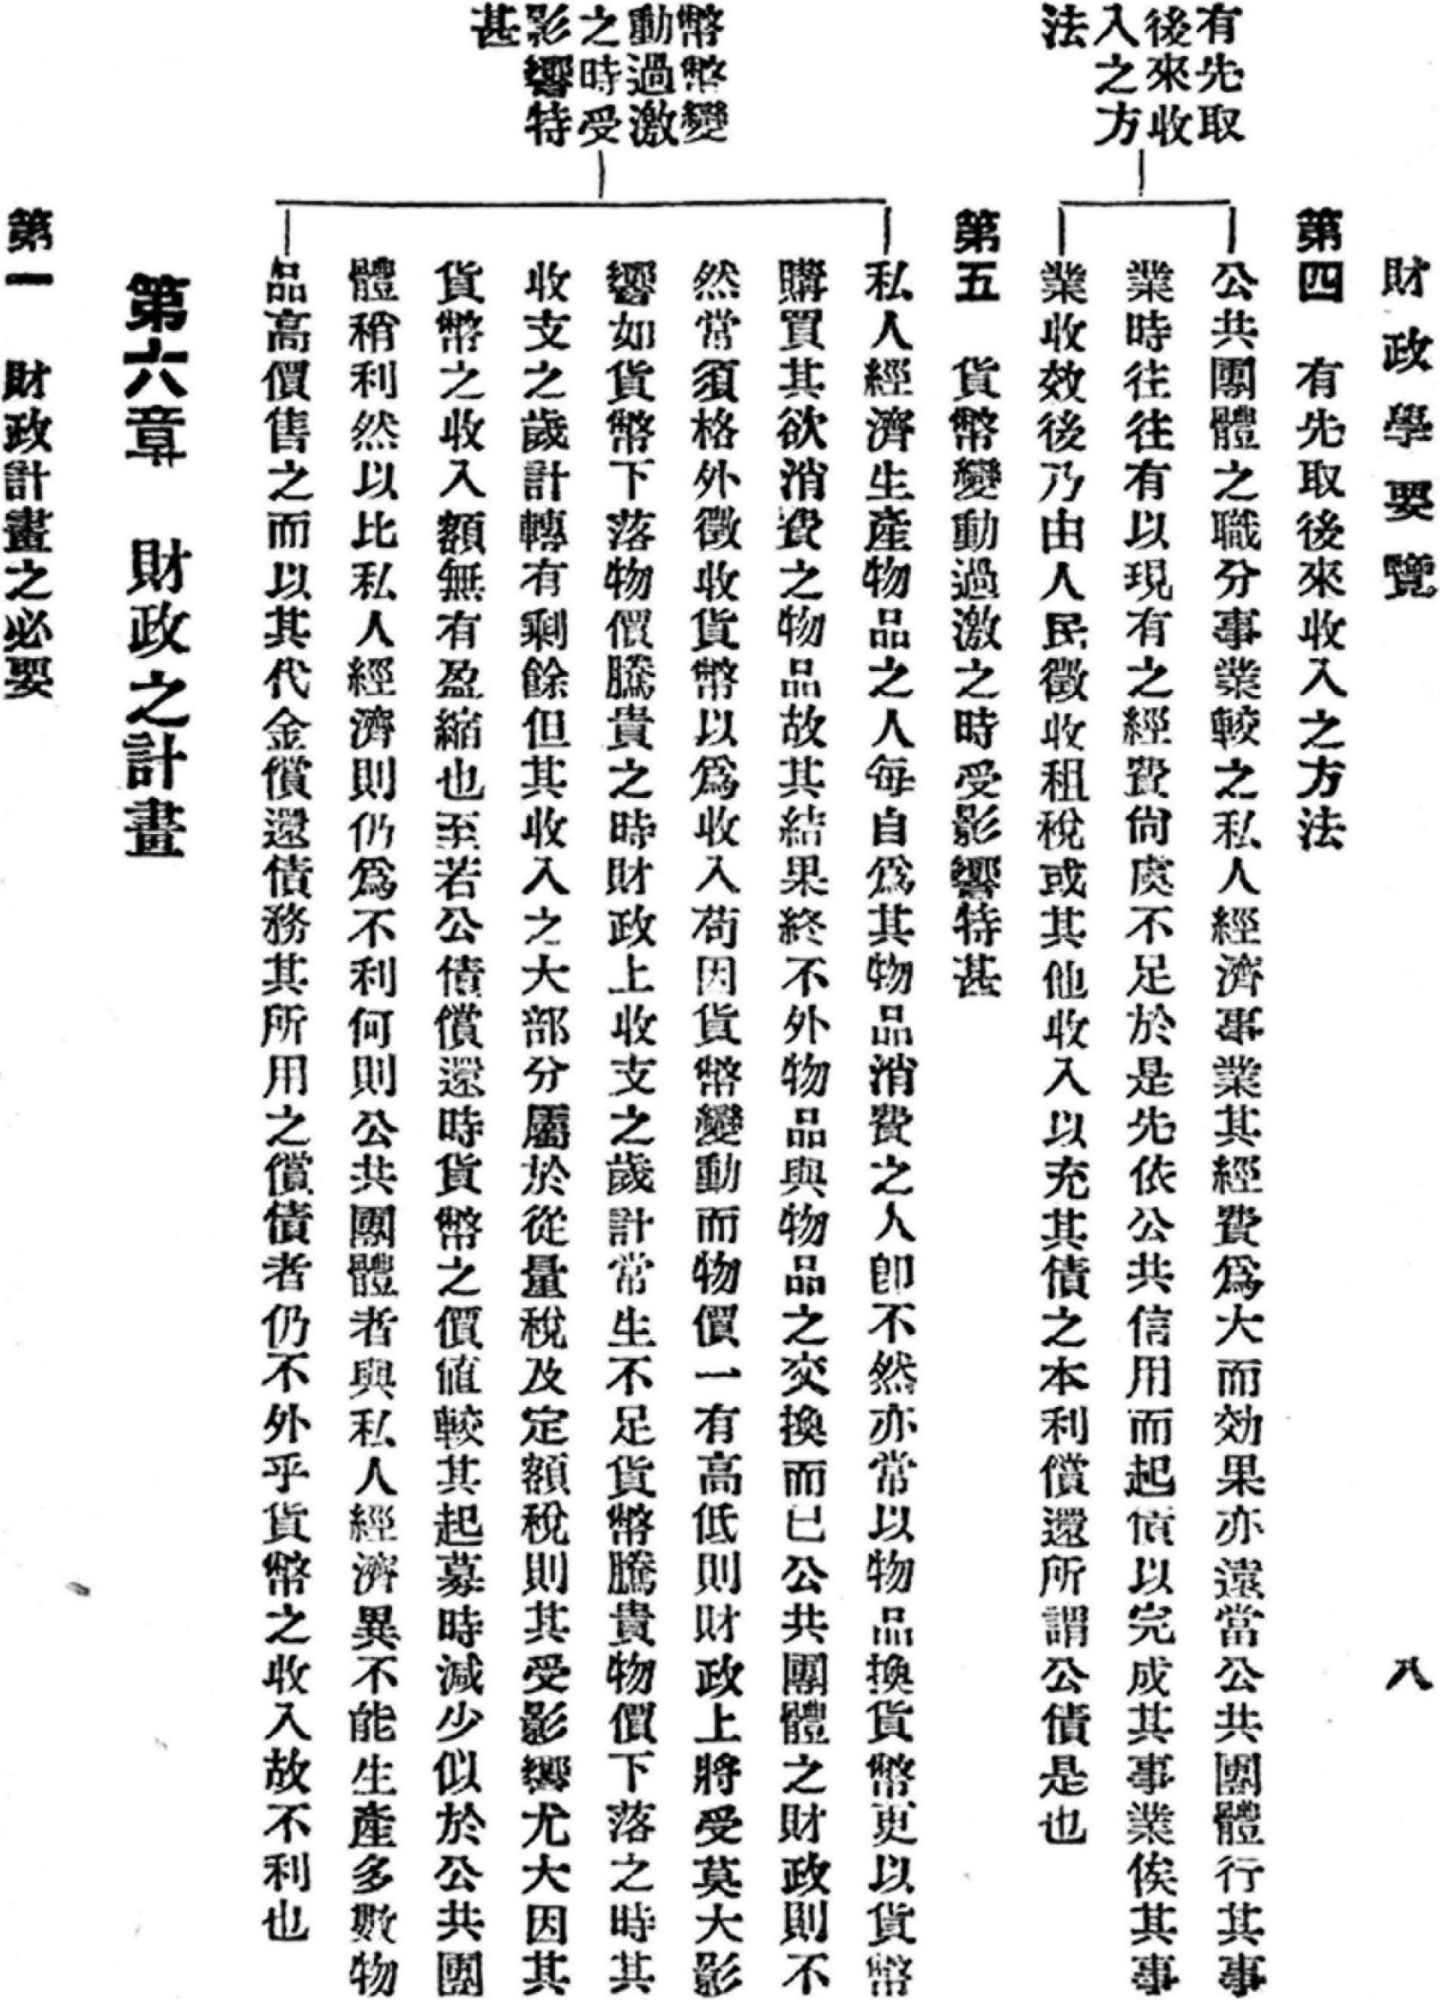 財政學要覽
八
有先取
後來收
入之方
法
第四　有先取後來收入之方法
公共團體之職分事業較之私人經濟事業其經費爲大而効果亦遠當公共團體行其事
業時往往有以現有之經費尙虞不足於是先依公共信用而起債以完成其事業俟其事
業收效後乃由人民徵收租稅或其他收入以充其債之本利償還所謂公債是也
幣幣變
動過激
之時受
影響特
甚
第五　貨幣變動過激之時受影響特甚
私人經濟生產物品之人每自爲其物品消費之人卽不然亦常以物品換貨幣更以貨幣
購買其欲消費之物品故其結果終不外物品與物品之交換而已公共團體之財政則不
然常須格外徵收貨幣以爲收入苟因貨幣變動而物價一有高低則財政上將受莫大影
響如貨幣下落物價騰貴之時財政上收支之歲計常生不足貨幣騰貴物價下落之時其
收支之歲計轉有剩餘但其收入之大部分屬於從量稅及定額稅則其受影響尤大因其
貨幣之收入額無有盈縮也至若公債償還時貨幣之價値較其起募時減少似於公共團
體稍利然以比私人經濟則仍爲不利何則公共團體者與私人經濟異不能生產多數物
品高價售之而以其代金償還債務其所用之償債者仍不外乎貨幣之收入故不利也
第六章　財政之計畫
第一　財政計畫之必要